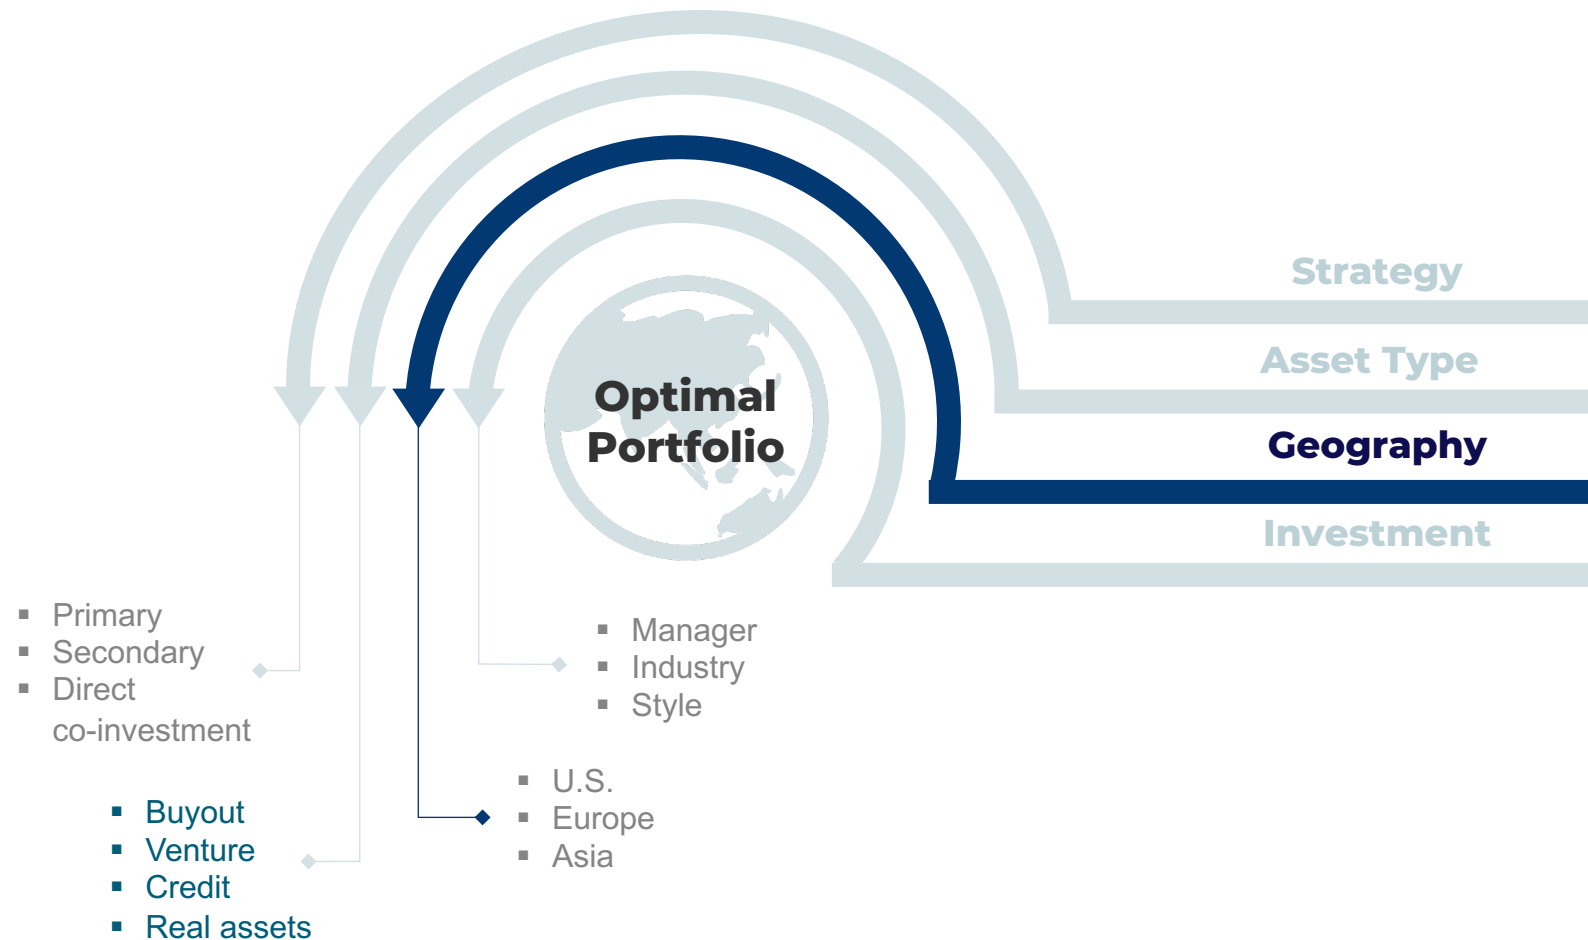 Strategy
Asset Type
Geography
Investment
Optimal
Portfolio
▪ Primary
▪ Secondary
▪ Direct
co-investment
▪ Manager
▪ Industry
▪ Style
▪ U.S.
▪ Europe
▪ Asia
▪ Buyout
▪ Venture
▪ Credit
▪ Real assets